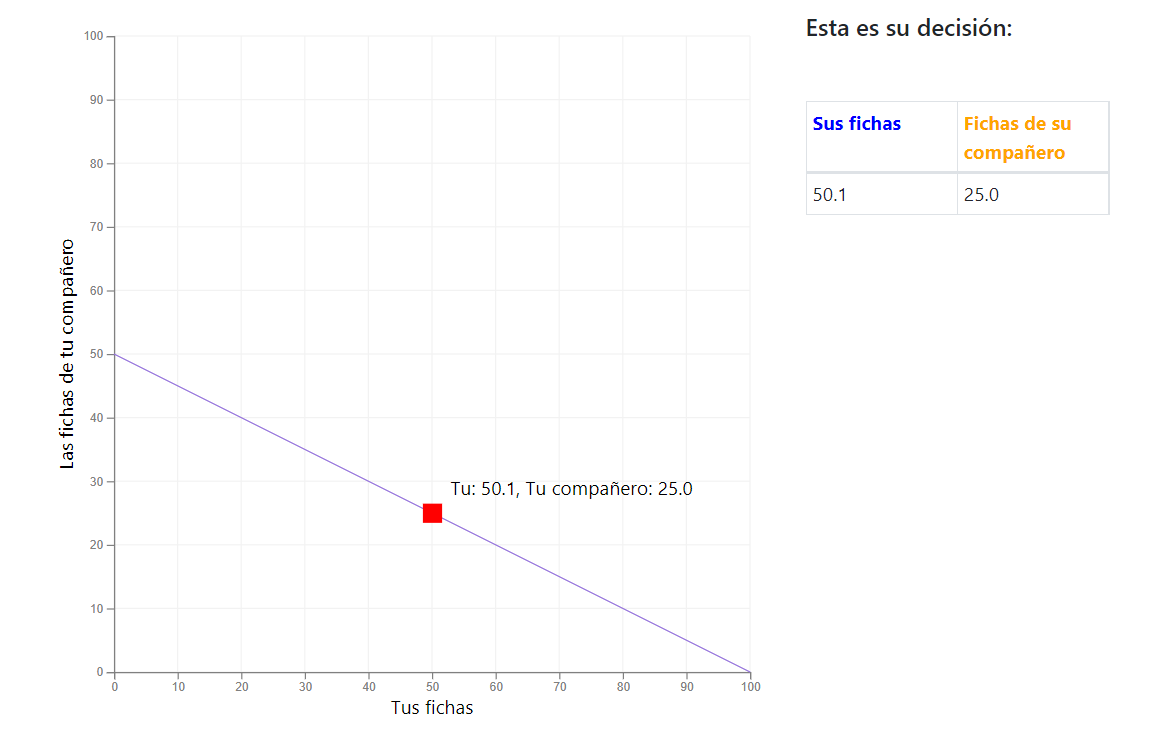 Esta es su decisión:
Sus fichas
Fichas de su
compañero
50.1
25.0
100
90
80
70
60
50
40
30
20
10
0
Las fichas de tu compañero
Tu: 50.1, Tu compañero: 25.0
0 10 20 30 40 50 60 70 80 90 100
Tus fichas